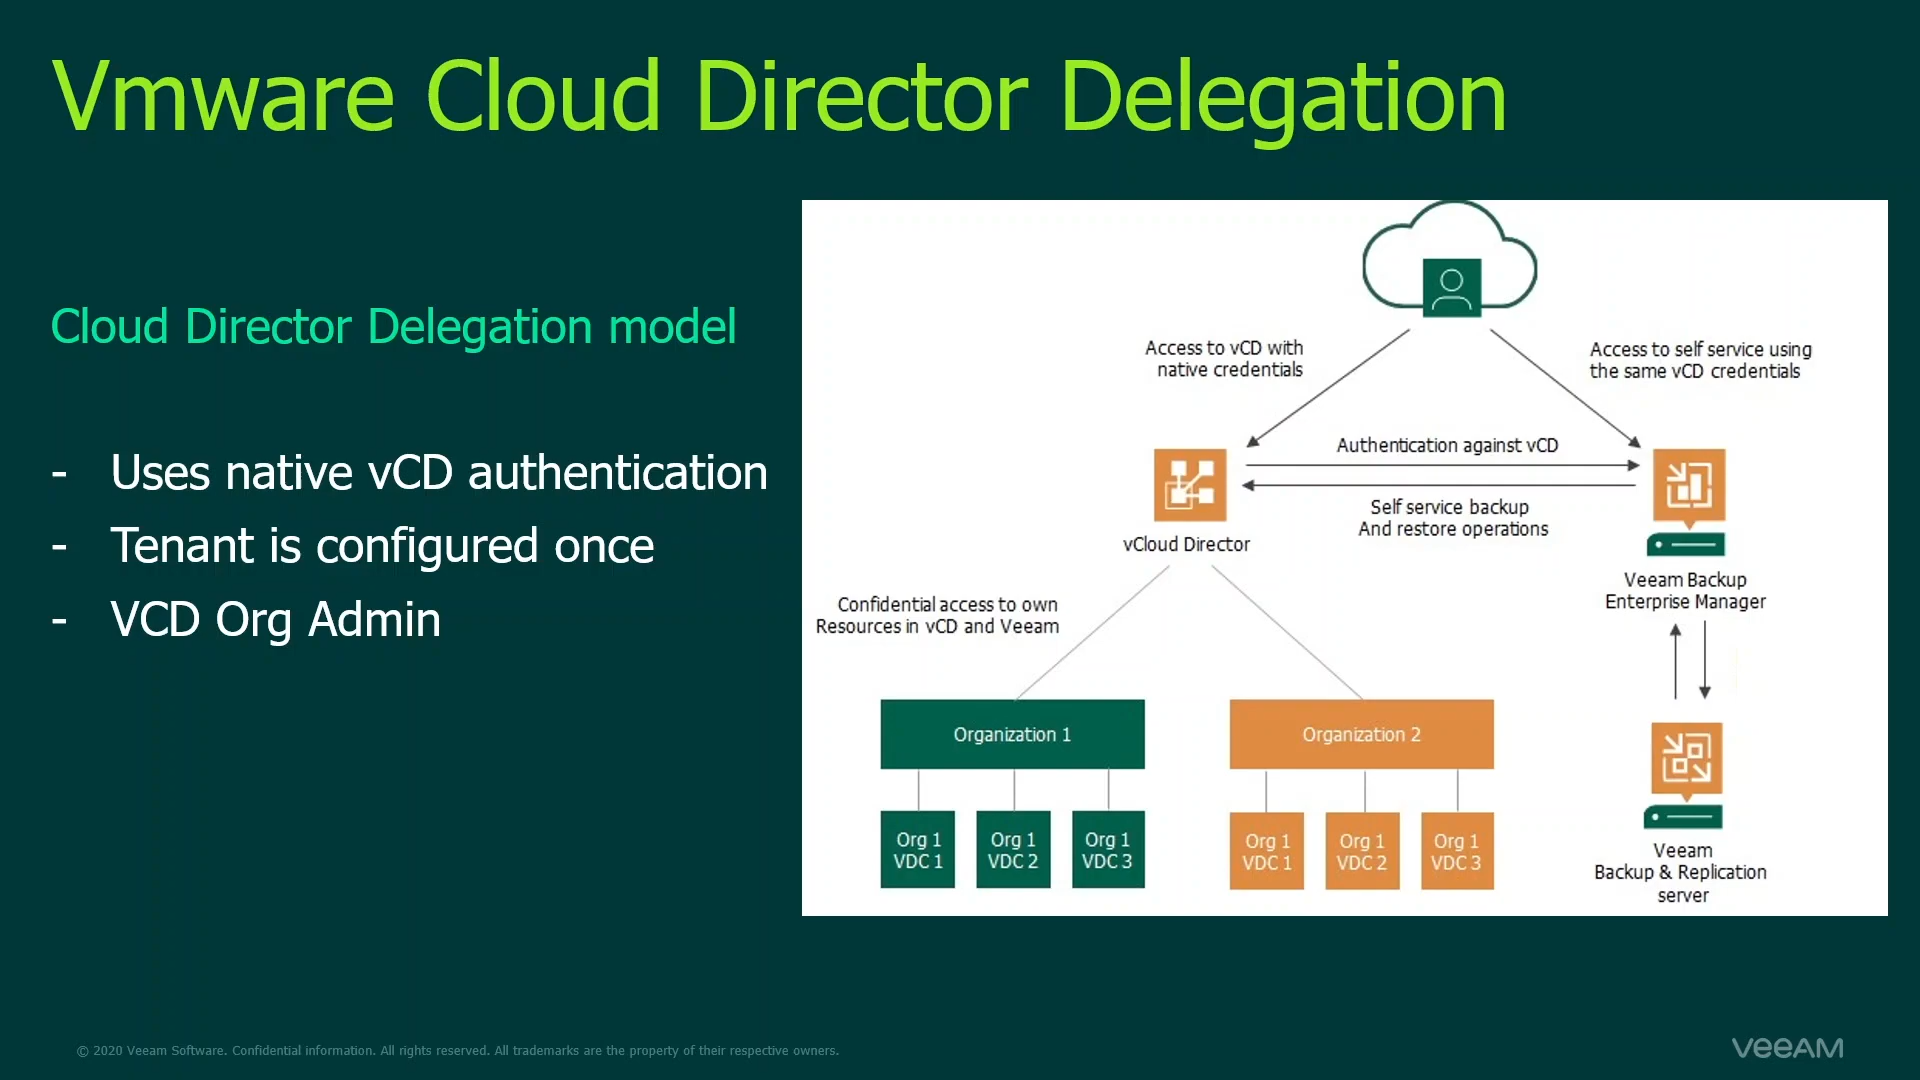 Vmware Cloud Director Delegation
Cloud Director Delegation model
- Uses native vCD authentication
- Tenant is configured once
- VCD Org Admin
Access to vCD with
native credentials
Access to self service using
the same vCD credentials
Authentication against vCD
Self service backup
And restore operations
vCloud Director
Veeam Backup
Enterprise Manager
Confidential access to own
Resources in vCD and Veeam
Organization 1
Organization 2
Org 1
VDC 1
Org 1
VDC 2
Org 1
VDC 3
Org 1
VDC 1
Org 1
VDC 2
Org 1
VDC 3
Veeam
Backup & Replication
server
© 2020 Veeam Software. Confidential information. All rights reserved. All trademarks are the property of their respective owners.
VEEAM